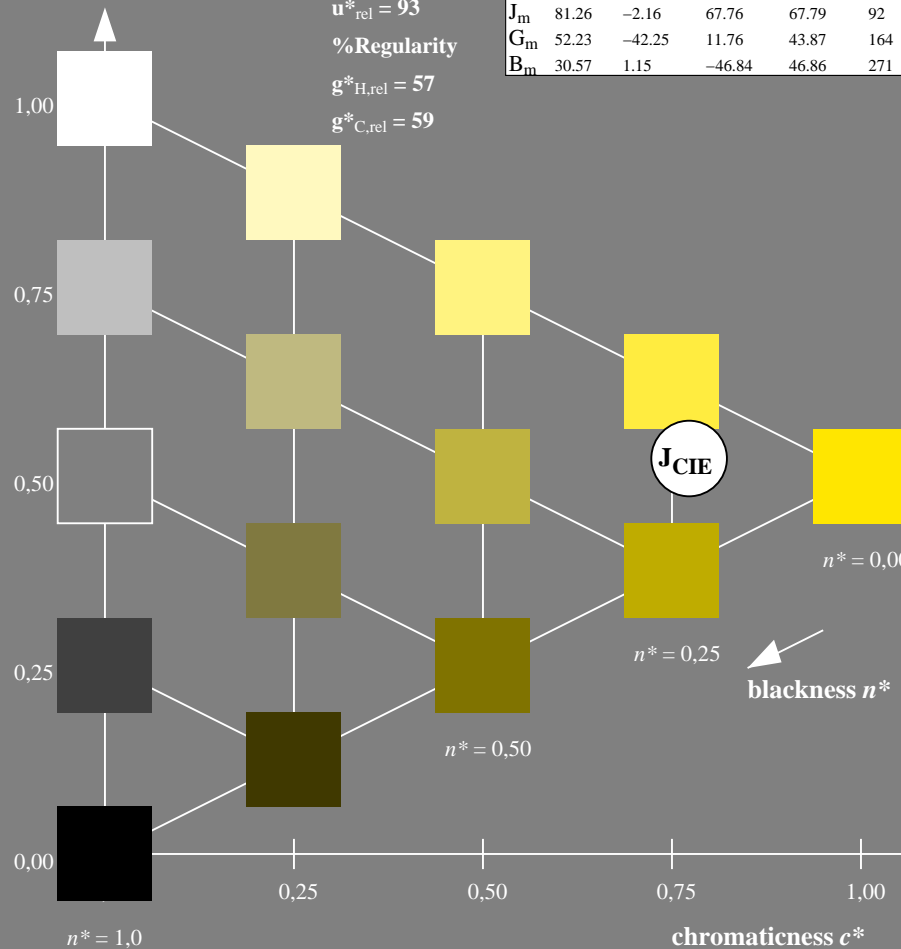 u*rel = 93
%Regularity
g*H,rel = 57
g*C,rel = 59
Jm 81.26 −2.16 67.76 67.79 92
Gm 52.23 −42.25 11.76 43.87 164
Bm 30.57 1.15 −46.84 46.86 271
1,00
0,75
0,50
JCIE
n* = 0,00
n* = 0,25
0,25
blackness n*
n* = 0,50
0,00
0,25 0,50 0,75 1,00
n* = 1,0
chromaticness c*